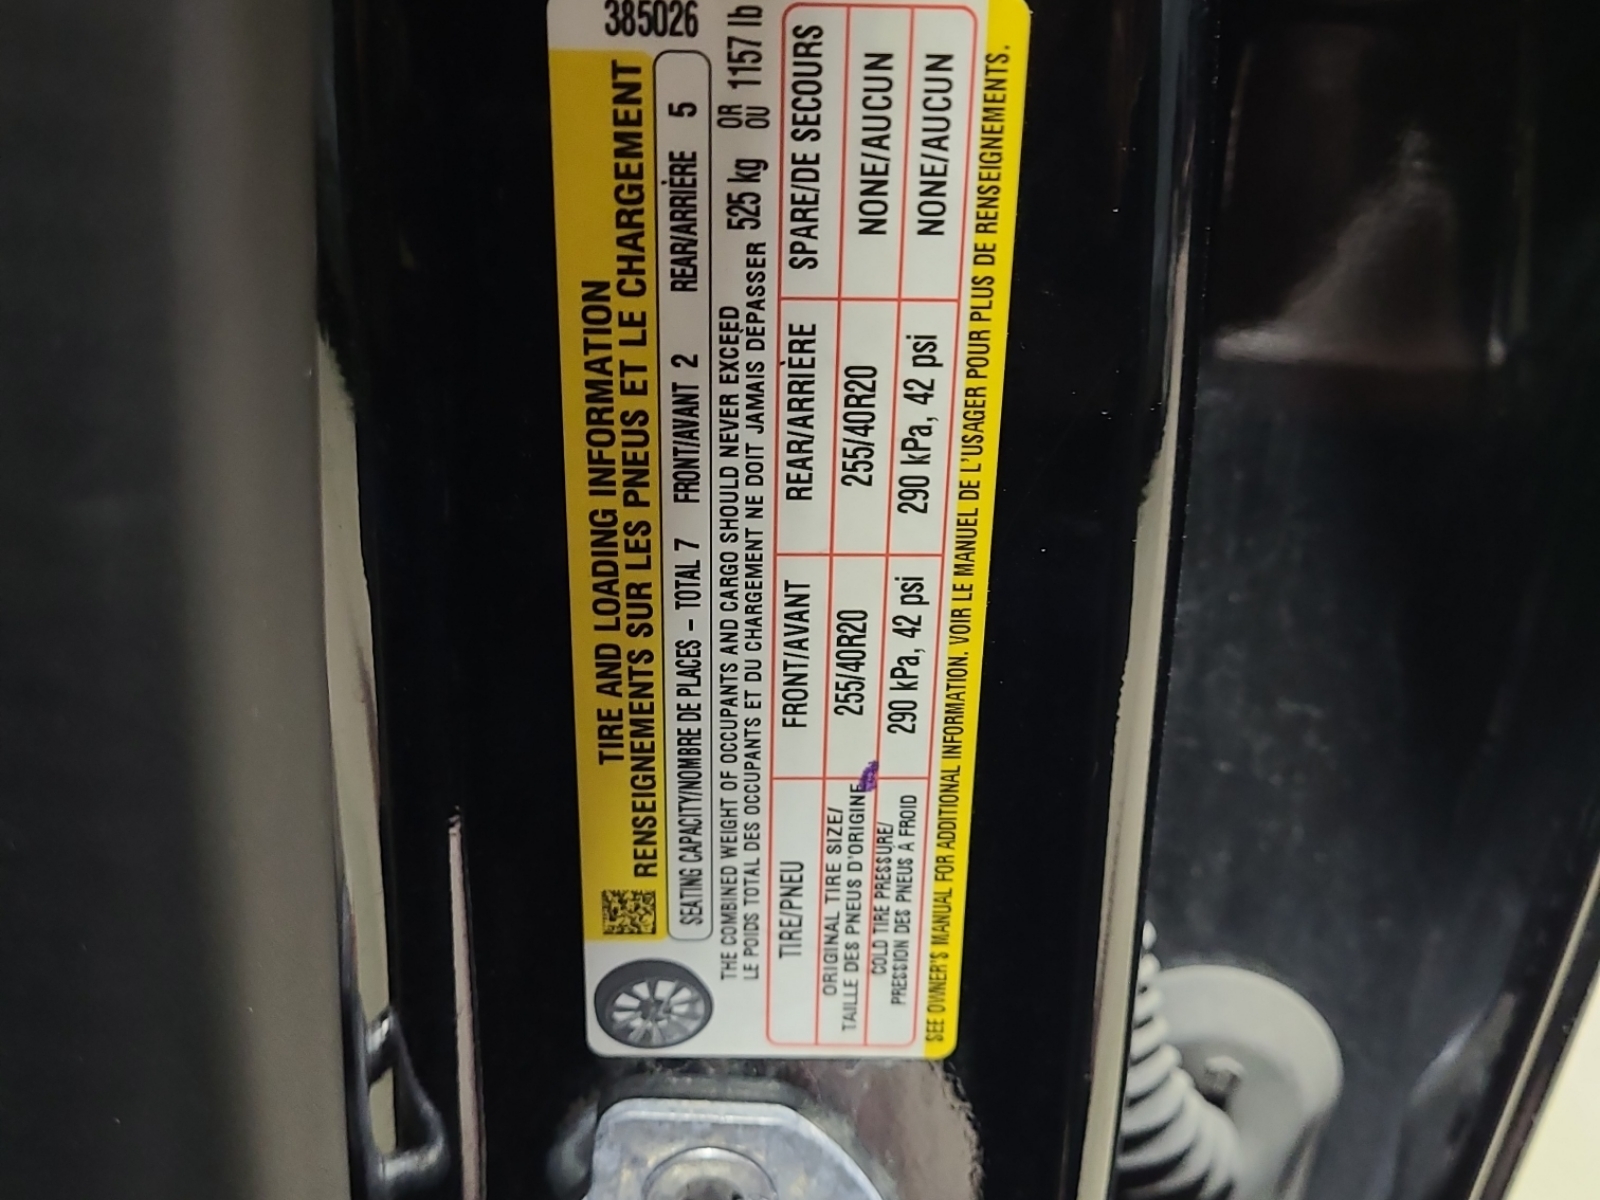 385026
TIRE AND LOADING INFORMATION
RENSEIGNEMENTS SUR LES PNEUS ET LE CHARGEMENT
SEATING CAPACITY/NOMBRE DE PLACES – TOTAL 7 FRONT/AVANT 2 REAR/ARRIÈRE 5
THE COMBINED WEIGHT OF OCCUPANTS AND CARGO SHOULD NEVER EXCEED
LE POIDS TOTAL DES OCCUPANTS ET DU CHARGEMENT NE DOIT JAMAIS DÉPASSER
525 kg OR OU 1157 lb
TIRE/PNEU FRONT/AVANT REAR/ARRIÈRE SPARE/DE SECOURS
ORIGINAL TIRE SIZE/
TAILLE DES PNEUS D'ORIGINE
255/40R20 255/40R20 NONE/AUCUN
COLD TIRE PRESSURE/
PRESSION DES PNEUS À FROID
290 kPa, 42 psi 290 kPa, 42 psi NONE/AUCUN
SEE OWNER'S MANUAL FOR ADDITIONAL INFORMATION. VOIR LE MANUEL DE L'USAGER POUR PLUS DE RENSEIGNEMENTS.